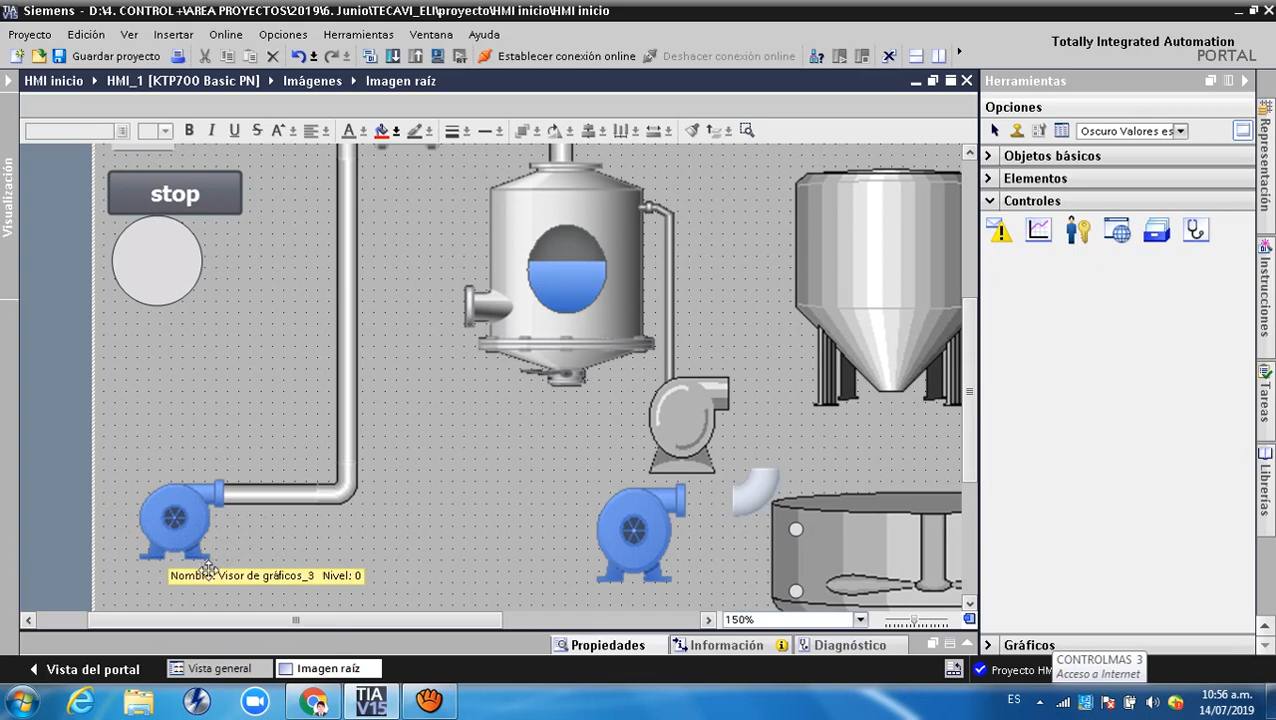 Siemens - D:\4. CONTROL +\AREA PROYECTOS\2019\6. Junio\TECAVI_ELI\proyecto\HMI inicio\HMI inicio
Proyecto Edición Ver Insertar Online Opciones Herramientas Ventana Ayuda
Totally Integrated Automation
PORTAL
Guardar proyecto Establecer conexión online Deshacer conexión online
HMI inicio HMI_1 [KTP700 Basic PN] Imágenes Imagen raíz
Herramientas
Opciones
B I U S A A
Oscuro Valores es
Objetos básicos
Elementos
Controles
Visualización
stop
Representación
Instrucciones
Tareas
Librerías
Nombre: Visor de gráficos_3 Nivel: 0
150%
Propiedades Información Diagnóstico
Gráficos
Vista del portal Vista general Imagen raíz
Proyecto HM
CONTROLMAS 3
Acceso a Internet
TIA
V15
ES
10:56 a.m.
14/07/2019